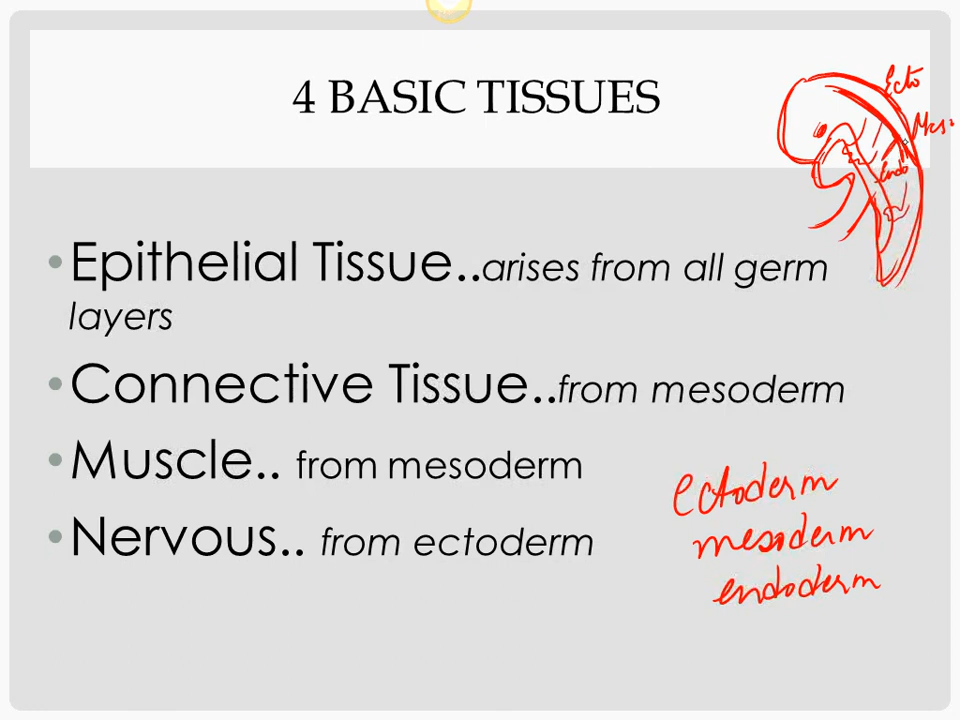 4 BASIC TISSUES
Ecto
Mes
Endo
• Epithelial Tissue..arises from all germ
layers
• Connective Tissue..from mesoderm
• Muscle.. from mesoderm
• Nervous.. from ectoderm
ectoderm
mesoderm
endoderm